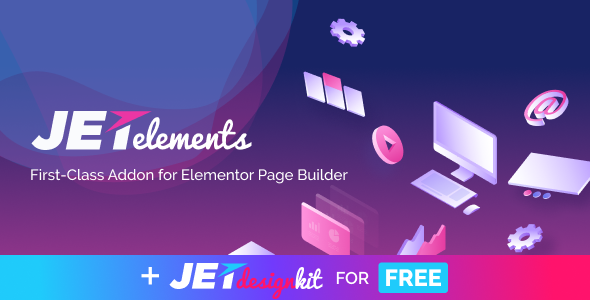 JETelements
First-Class Addon for Elementor Page Builder
@
+ JETdesignkit FOR FREE